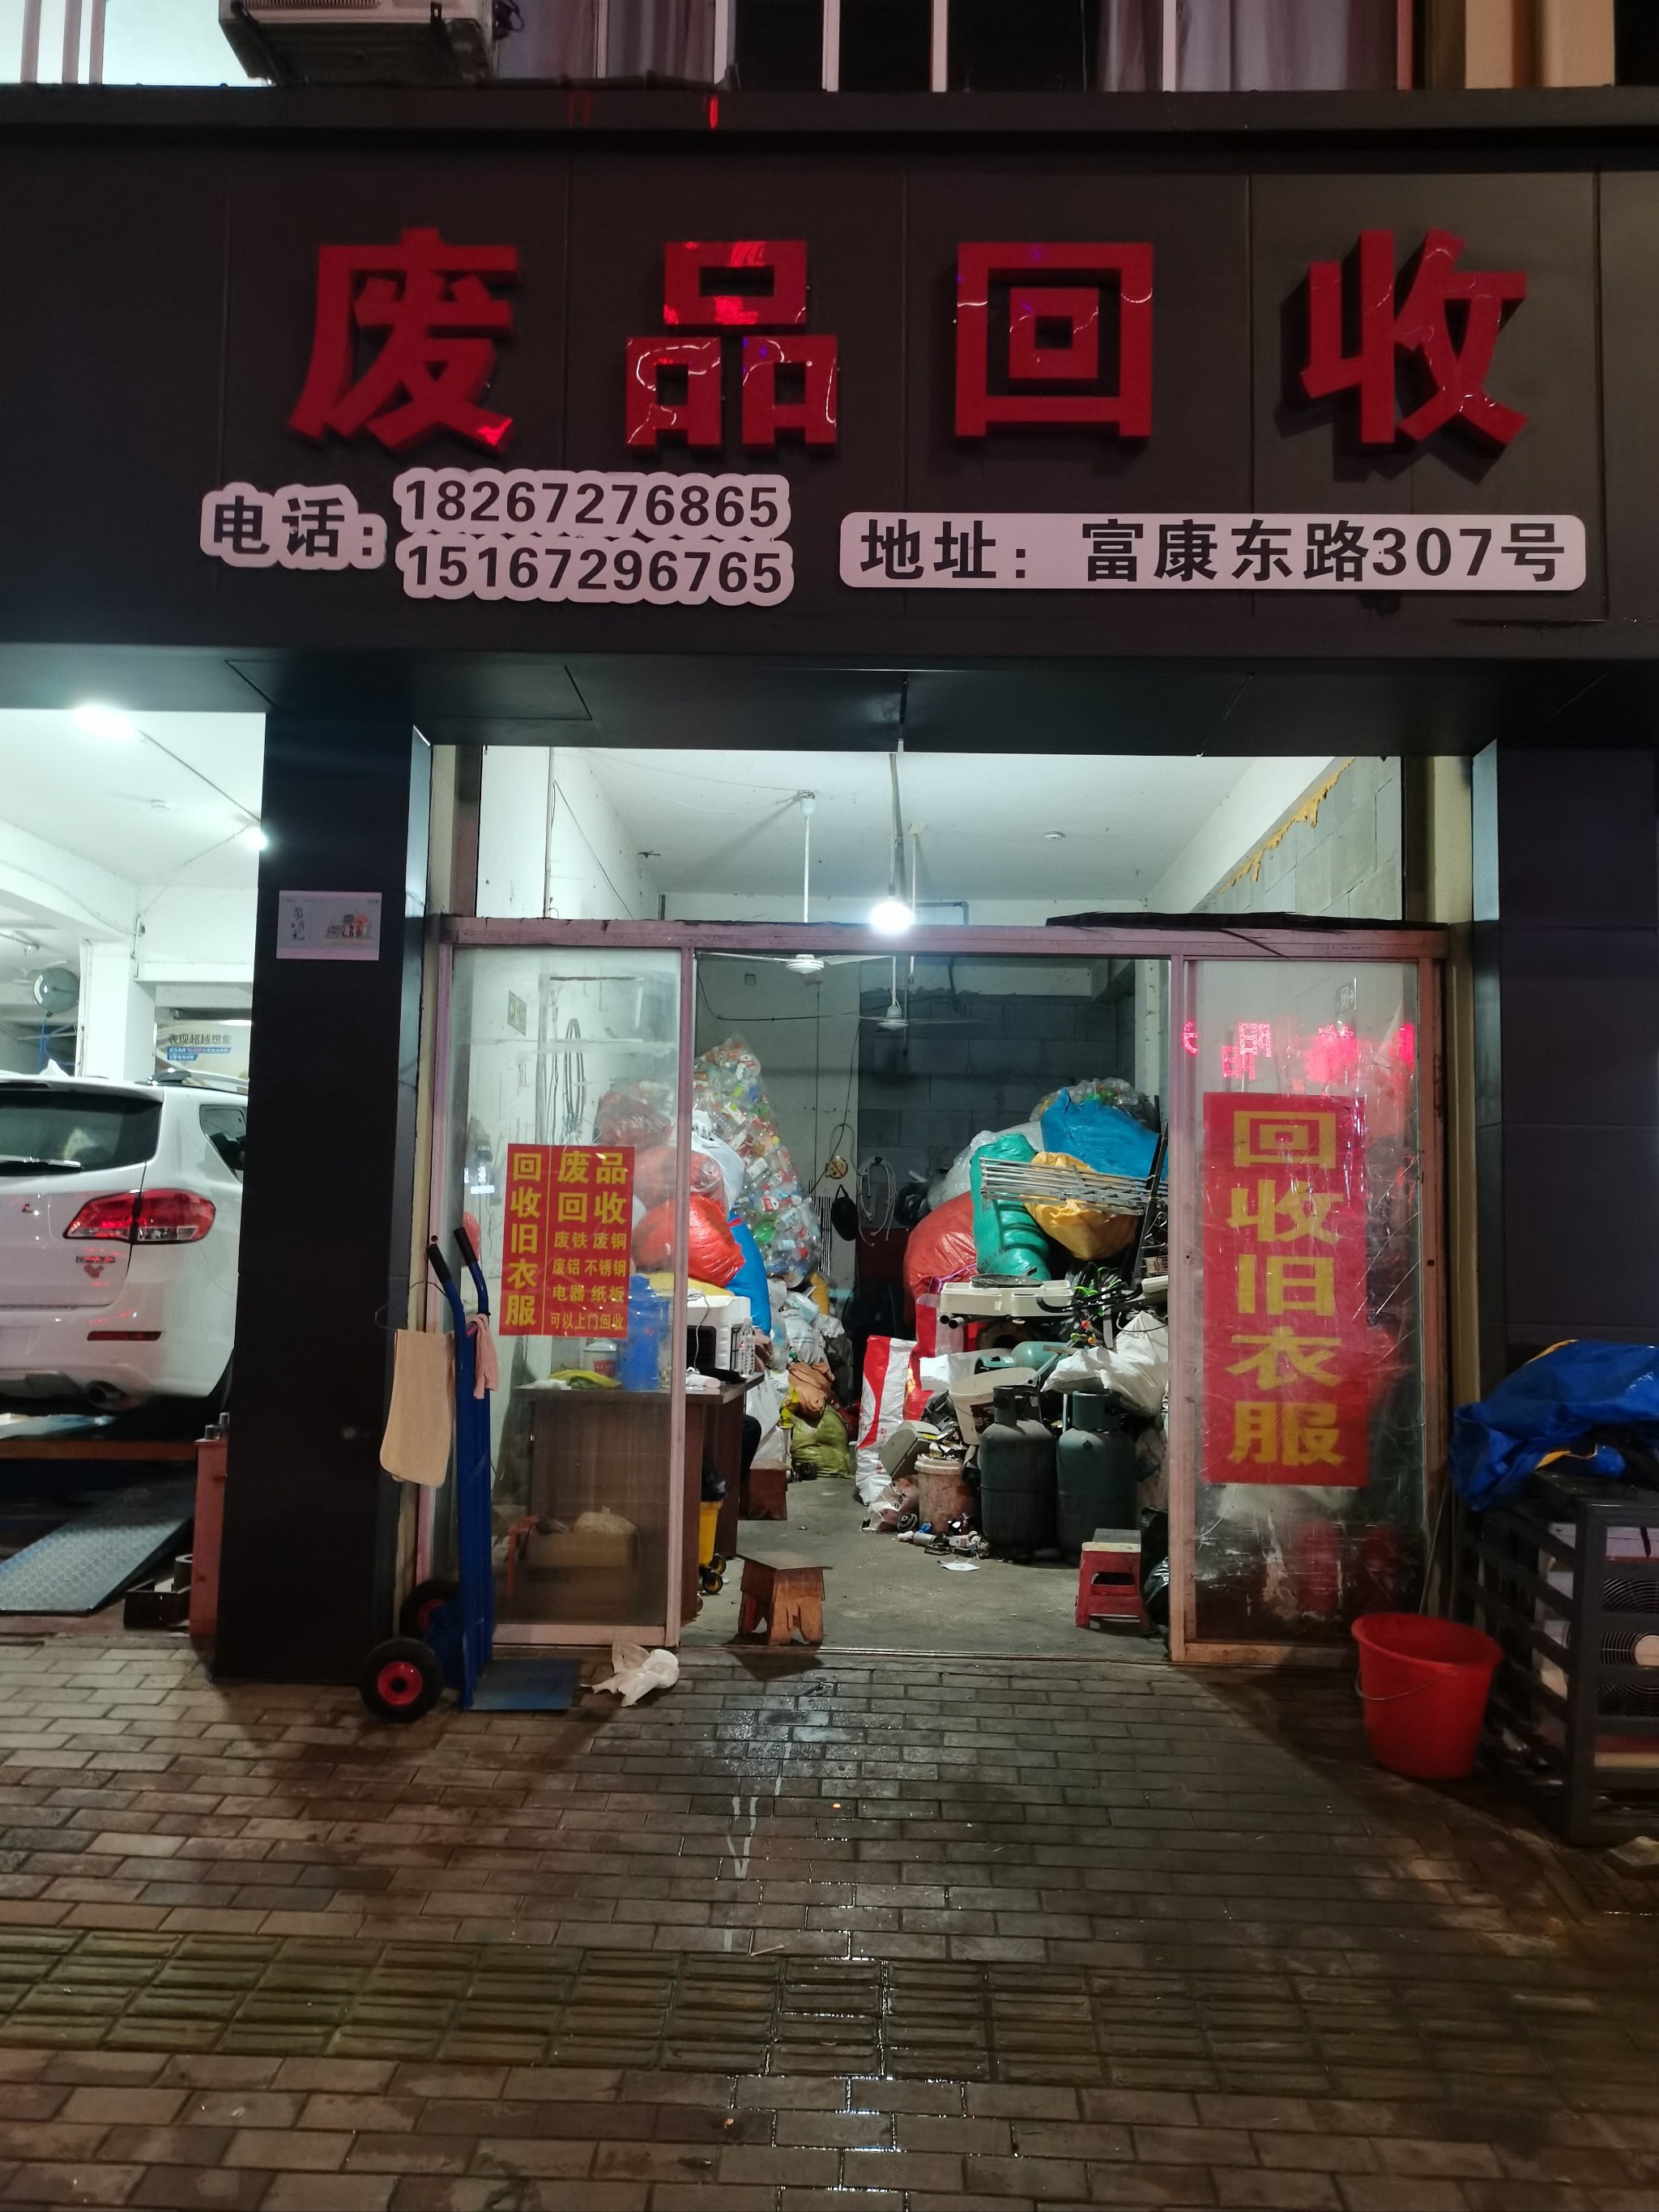 废品回收
电话:
18267276865
15167296765
地址: 富康东路307号
回收旧衣服
废品
回收
废铁 废铜
废铝 不锈钢
电器 纸板
可以上门回收
回收旧衣服